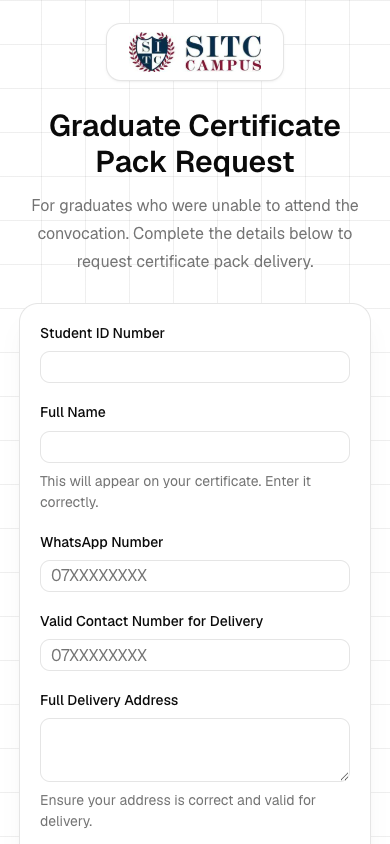 SITC
CAMPUS
Graduate Certificate
Pack Request
For graduates who were unable to attend the
convocation. Complete the details below to
request certificate pack delivery.
Student ID Number
Full Name
This will appear on your certificate. Enter it
correctly.
WhatsApp Number
07XXXXXXXX
Valid Contact Number for Delivery
07XXXXXXXX
Full Delivery Address
Ensure your address is correct and valid for
delivery.